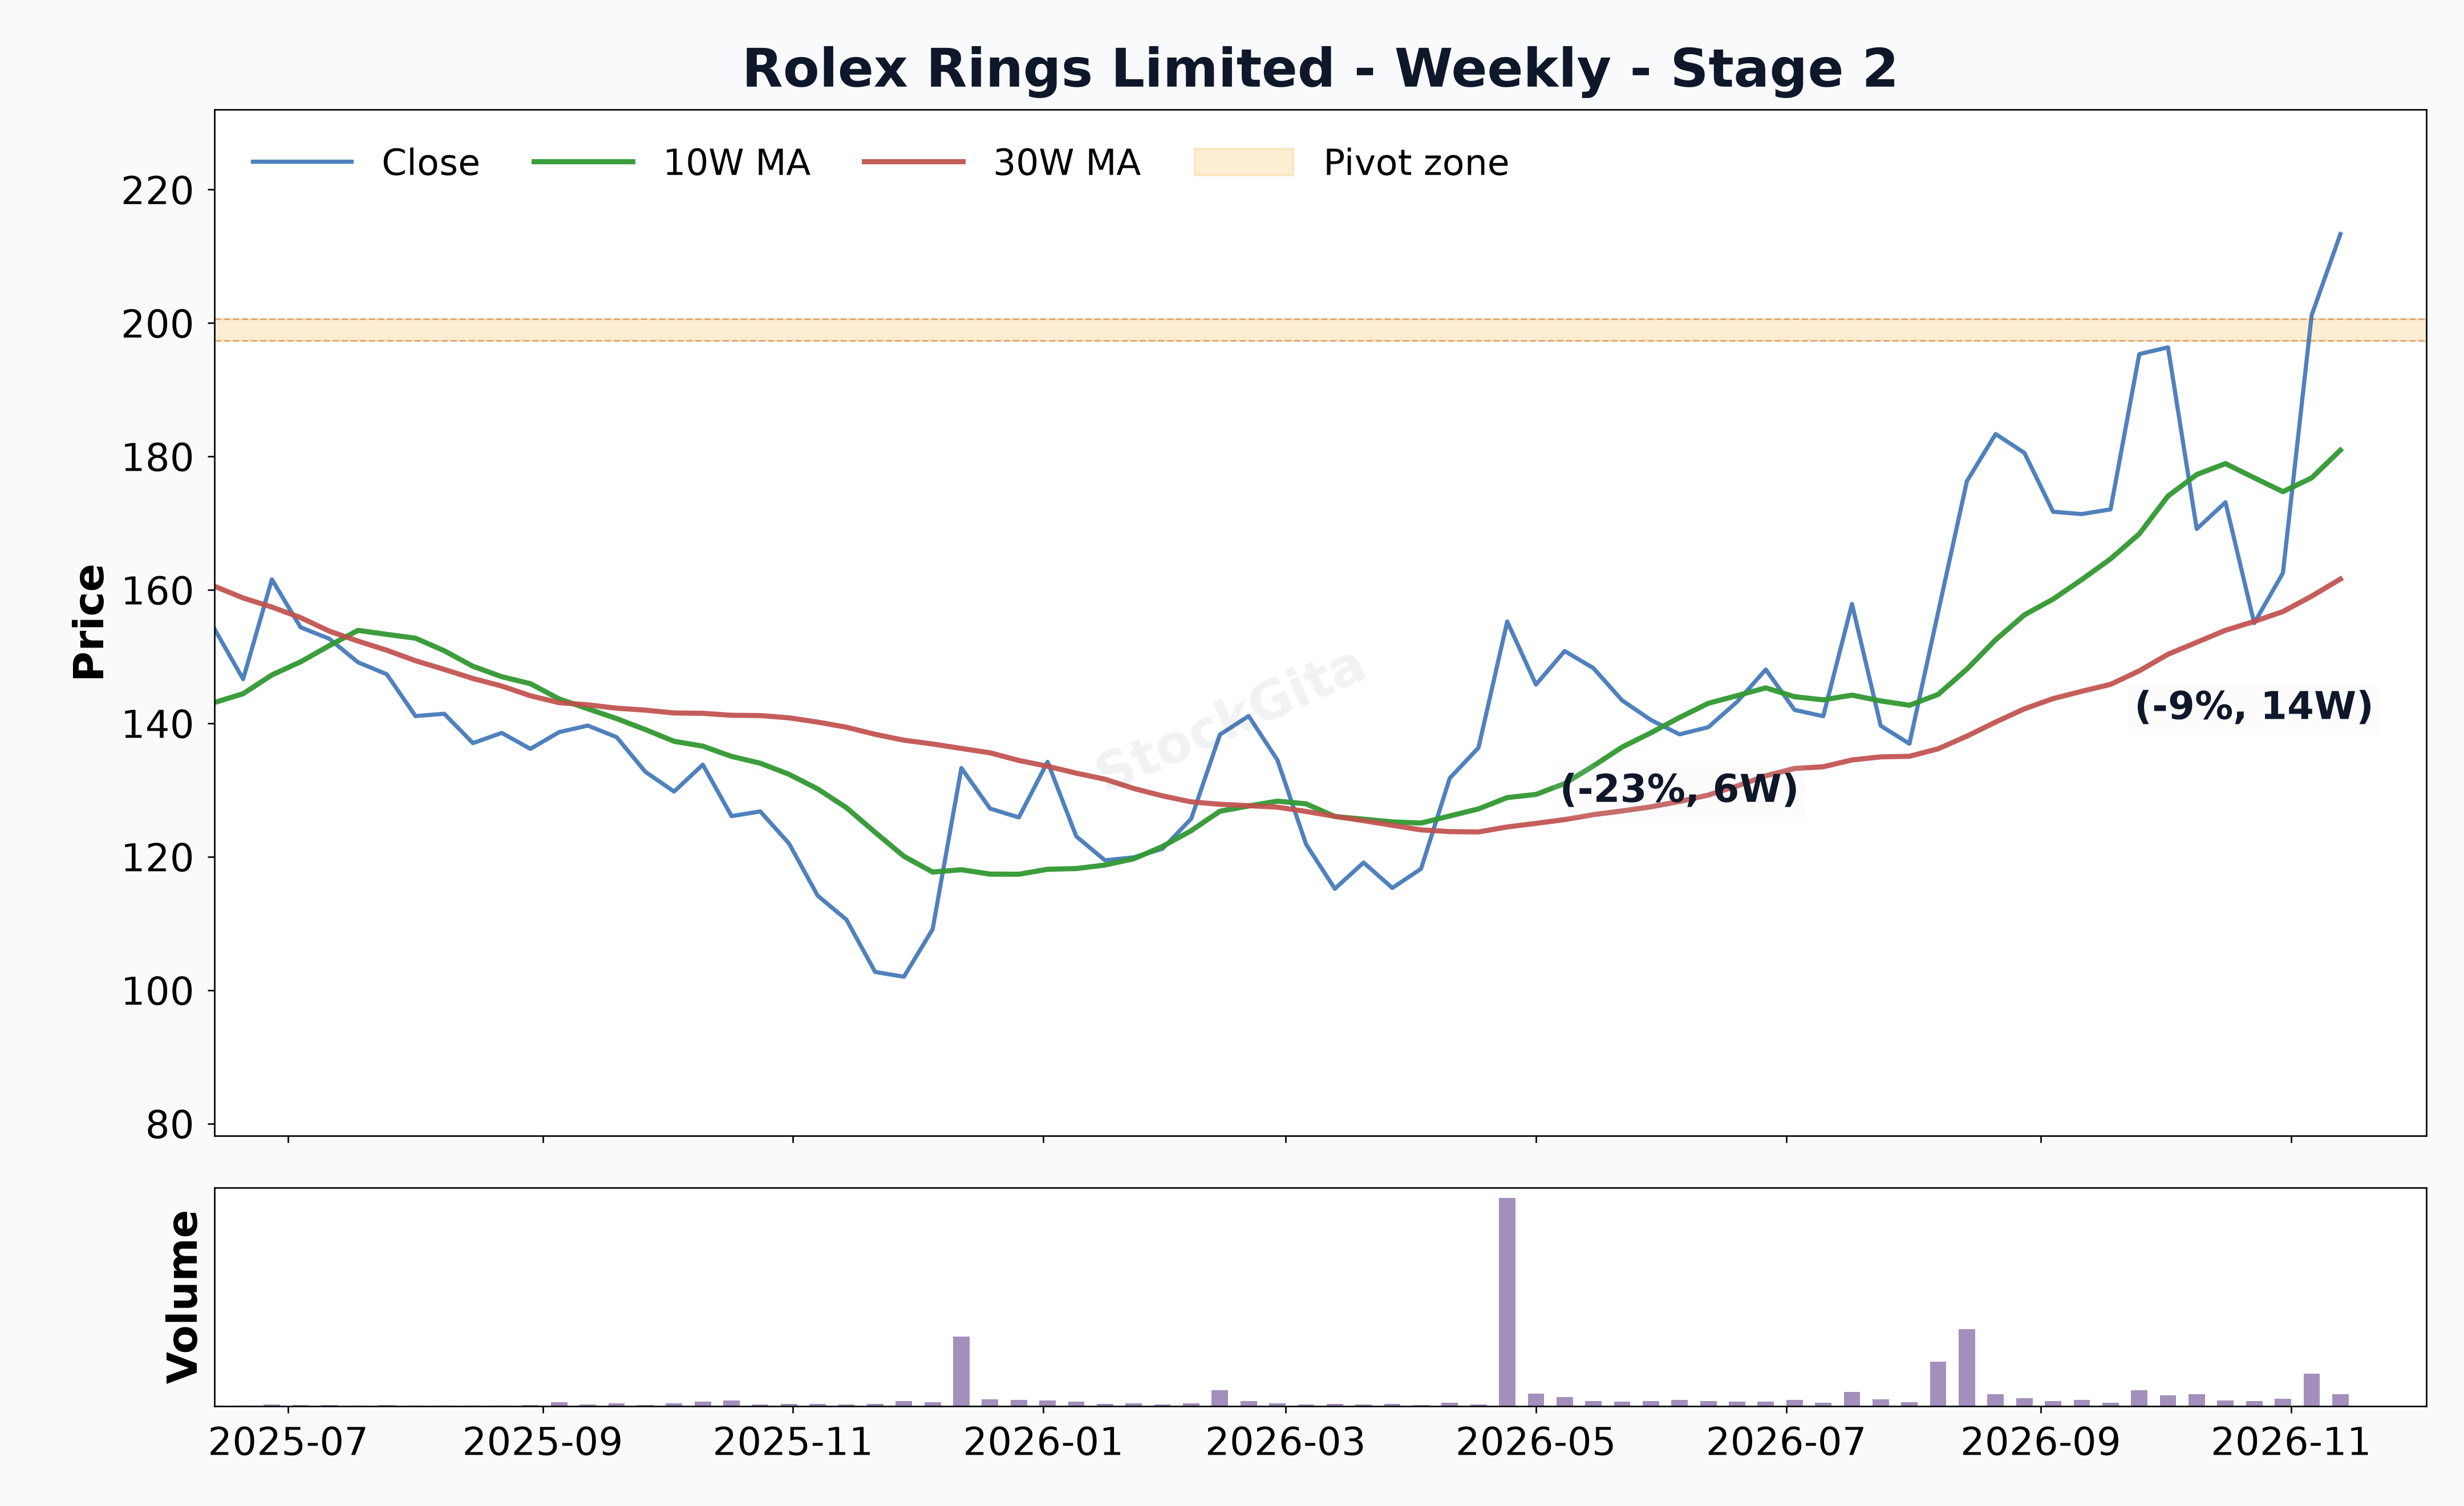 Rolex Rings Limited - Weekly - Stage 2
Close
10W MA
30W MA
Pivot zone
220
200
180
160
140
120
100
80
Price
StockGita
(-23%, 6W)
(-9%, 14W)
Volume
2025-07
2025-09
2025-11
2026-01
2026-03
2026-05
2026-07
2026-09
2026-11